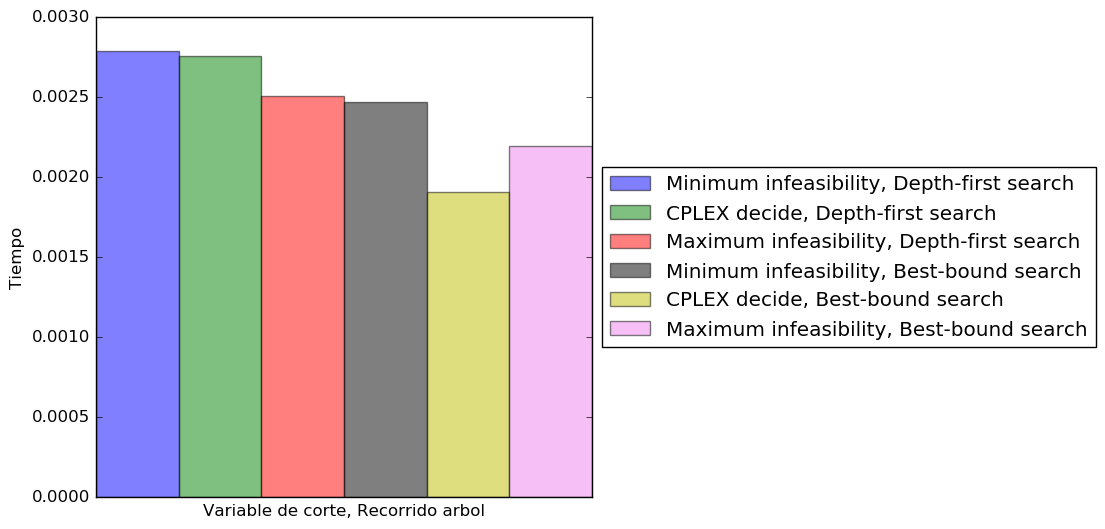 0.0030
0.0025
0.0020
0.0015
0.0010
0.0005
0.0000
Tiempo
Variable de corte, Recorrido arbol
Minimum infeasibility, Depth-first search
CPLEX decide, Depth-first search
Maximum infeasibility, Depth-first search
Minimum infeasibility, Best-bound search
CPLEX decide, Best-bound search
Maximum infeasibility, Best-bound search